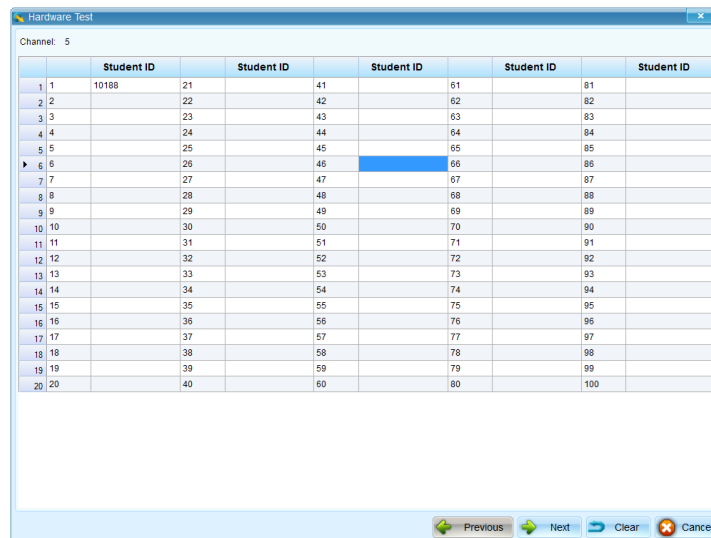 Hardware Test
Channel: 5
Student ID Student ID Student ID Student ID Student ID
1 1 10188 21 41 61 81
2 2 22 42 62 82
3 3 23 43 63 83
4 4 24 44 64 84
5 5 25 45 65 85
6 6 26 46 66 86
7 7 27 47 67 87
8 8 28 48 68 88
9 9 29 49 69 89
10 10 30 50 70 90
11 11 31 51 71 91
12 12 32 52 72 92
13 13 33 53 73 93
14 14 34 54 74 94
15 15 35 55 75 95
16 16 36 56 76 96
17 17 37 57 77 97
18 18 38 58 78 98
19 19 39 59 79 99
20 20 40 60 80 100
Previous Next Clear Cance